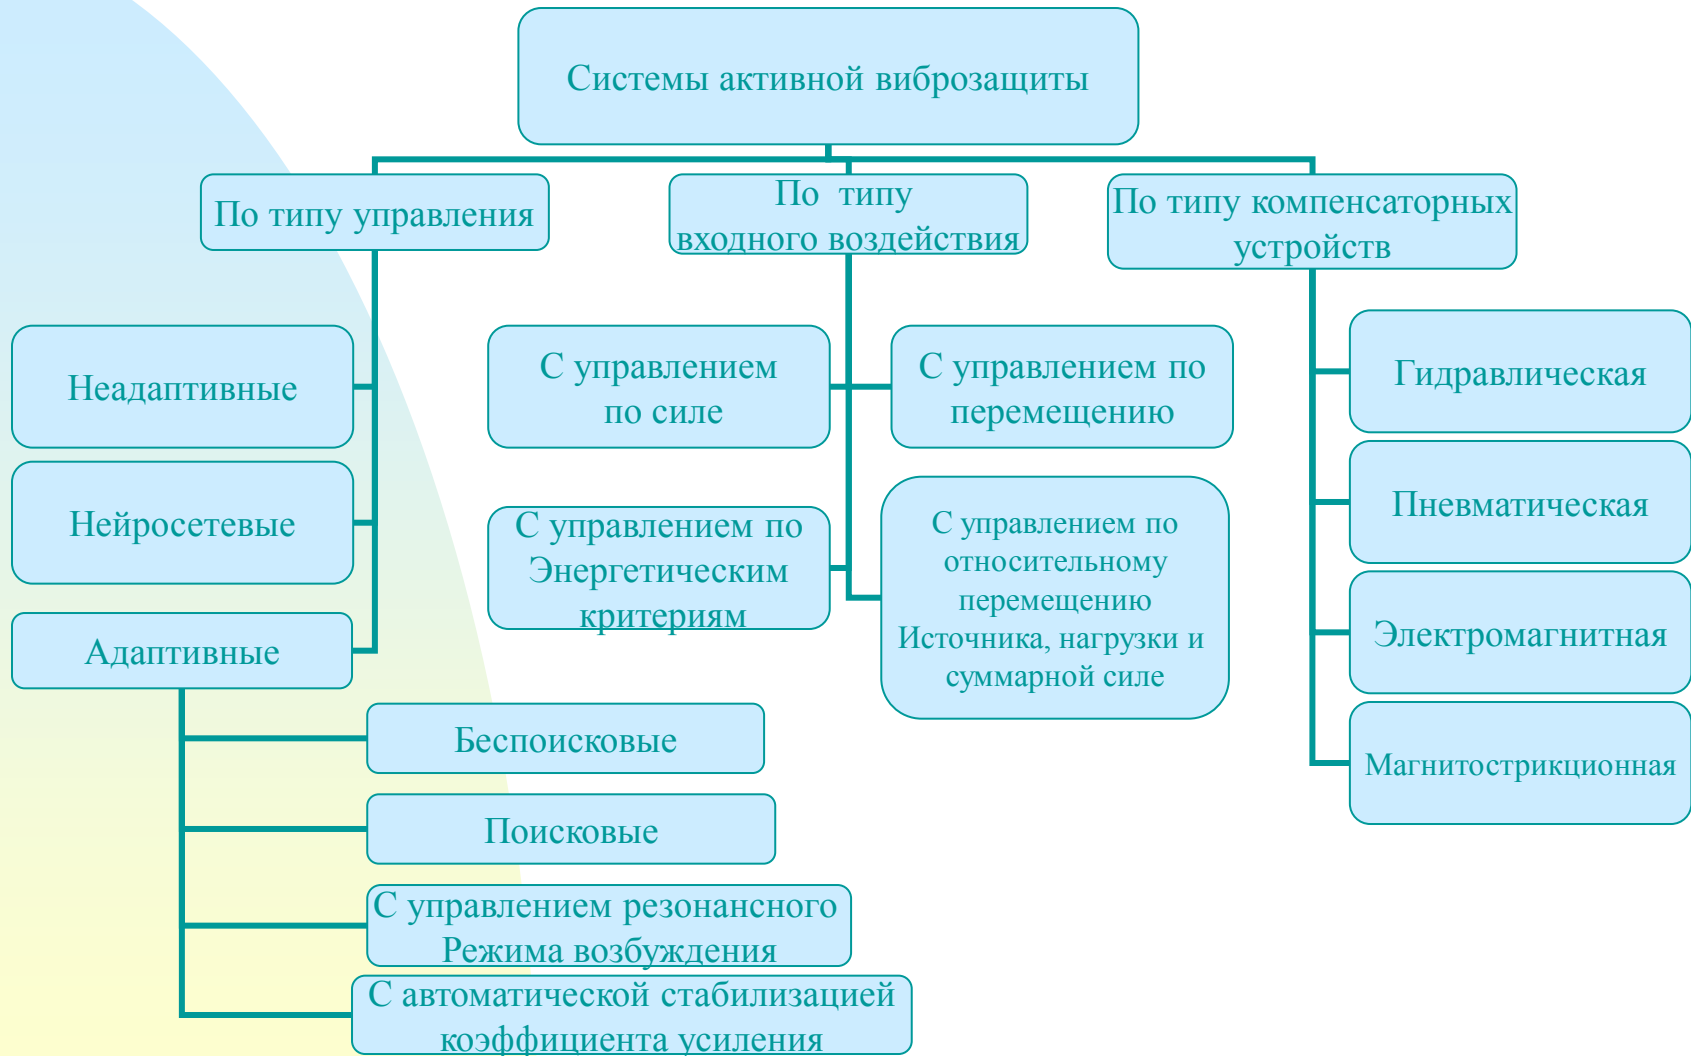 Системы активной виброзащиты
По типу управления
По типу
входного воздействия
По типу компенсаторных
устройств
Неадаптивные
Нейросетевые
Адаптивные
Беспоисковые
Поисковые
С управлением резонансного
Режима возбуждения
С автоматической стабилизацией
коэффициента усиления
С управлением
по силе
С управлением по
перемещению
С управлением по
Энергетическим
критериям
С управлением по
относительному
перемещению
Источника, нагрузки и
суммарной силе
Гидравлическая
Пневматическая
Электромагнитная
Магнитострикционная